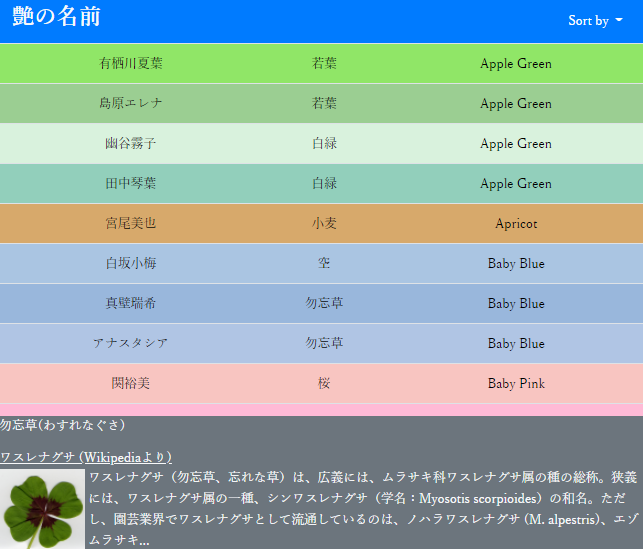 艶の名前
Sort by
有栖川夏葉 若葉 Apple Green
島原エレナ 若葉 Apple Green
幽谷霧子 白緑 Apple Green
田中琴葉 白緑 Apple Green
宮尾美也 小麦 Apricot
白坂小梅 空 Baby Blue
真壁瑞希 勿忘草 Baby Blue
アナスタシア 勿忘草 Baby Blue
関裕美 桜 Baby Pink
勿忘草(わすれなぐさ)
ワスレナグサ (Wikipediaより)
ワスレナグサ（勿忘草、忘れな草）は、広義には、ムラサキ科ワスレナグサ属の種の総称。狭義
には、ワスレナグサ属の一種、シンワスレナグサ（学名：Myosotis scorpioides）の和名。ただ
し、園芸業界でワスレナグサとして流通しているのは、ノハラワスレナグサ (M. alpestris)、エゾ
ムラサキ...